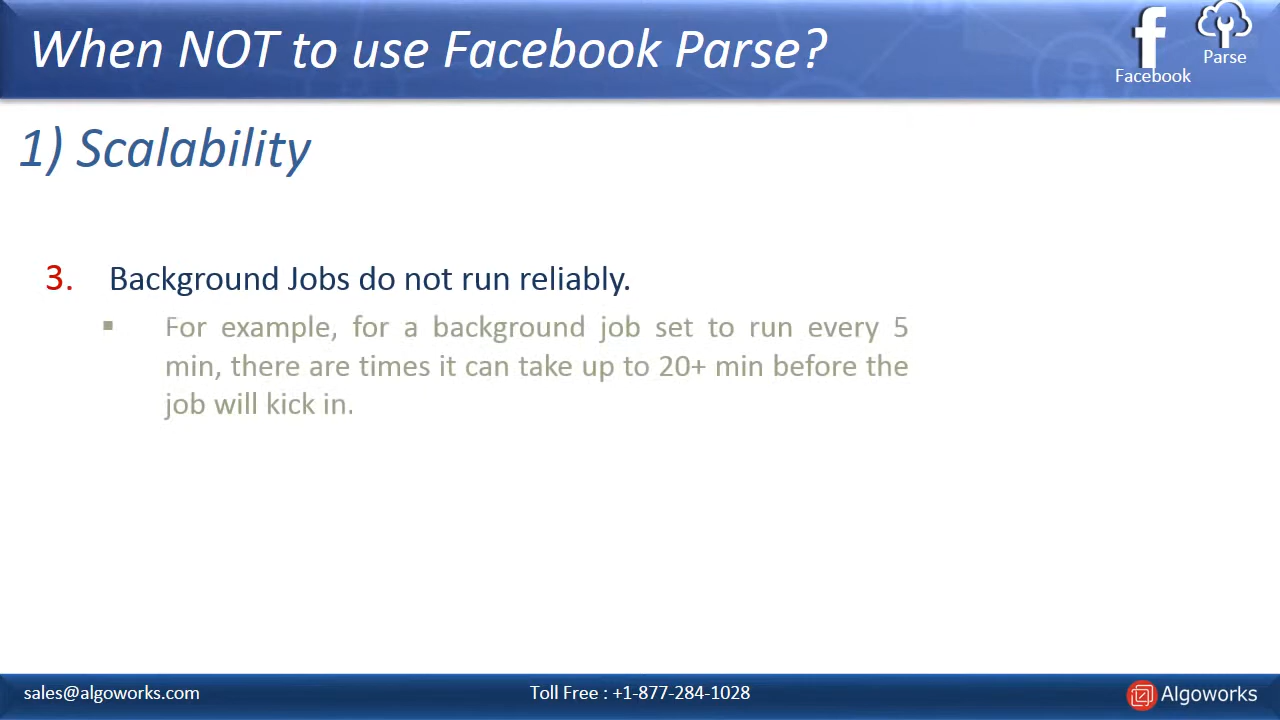 When NOT to use Facebook Parse?
Facebook
Parse
1) Scalability
3. Background Jobs do not run reliably.
▪ For example, for a background job set to run every 5
min, there are times it can take up to 20+ min before the
job will kick in.
sales@algoworks.com
Toll Free : +1-877-284-1028
Algoworks